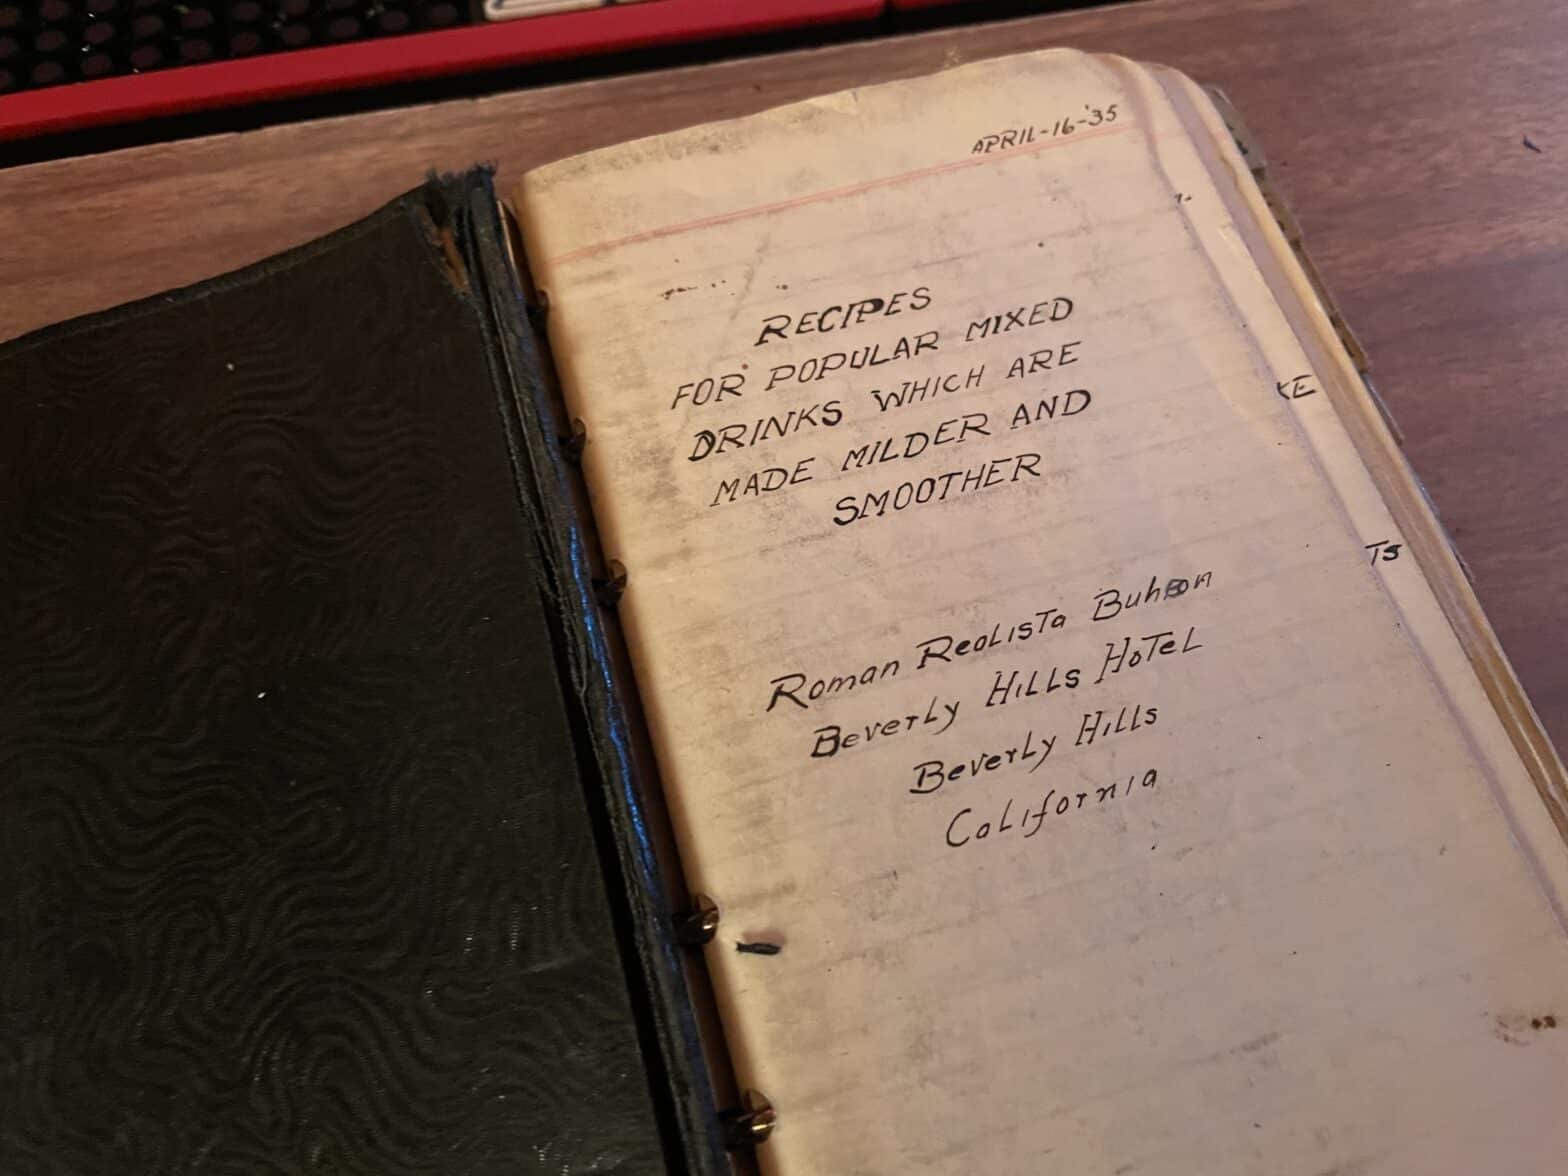 APRIL-16-'35
RECIPES
FOR POPULAR MIXED
DRINKS WHICH ARE
MADE MILDER AND
SMOOTHER
Roman Realista Buhon
Beverly Hills Hotel
Beverly Hills
California
TS